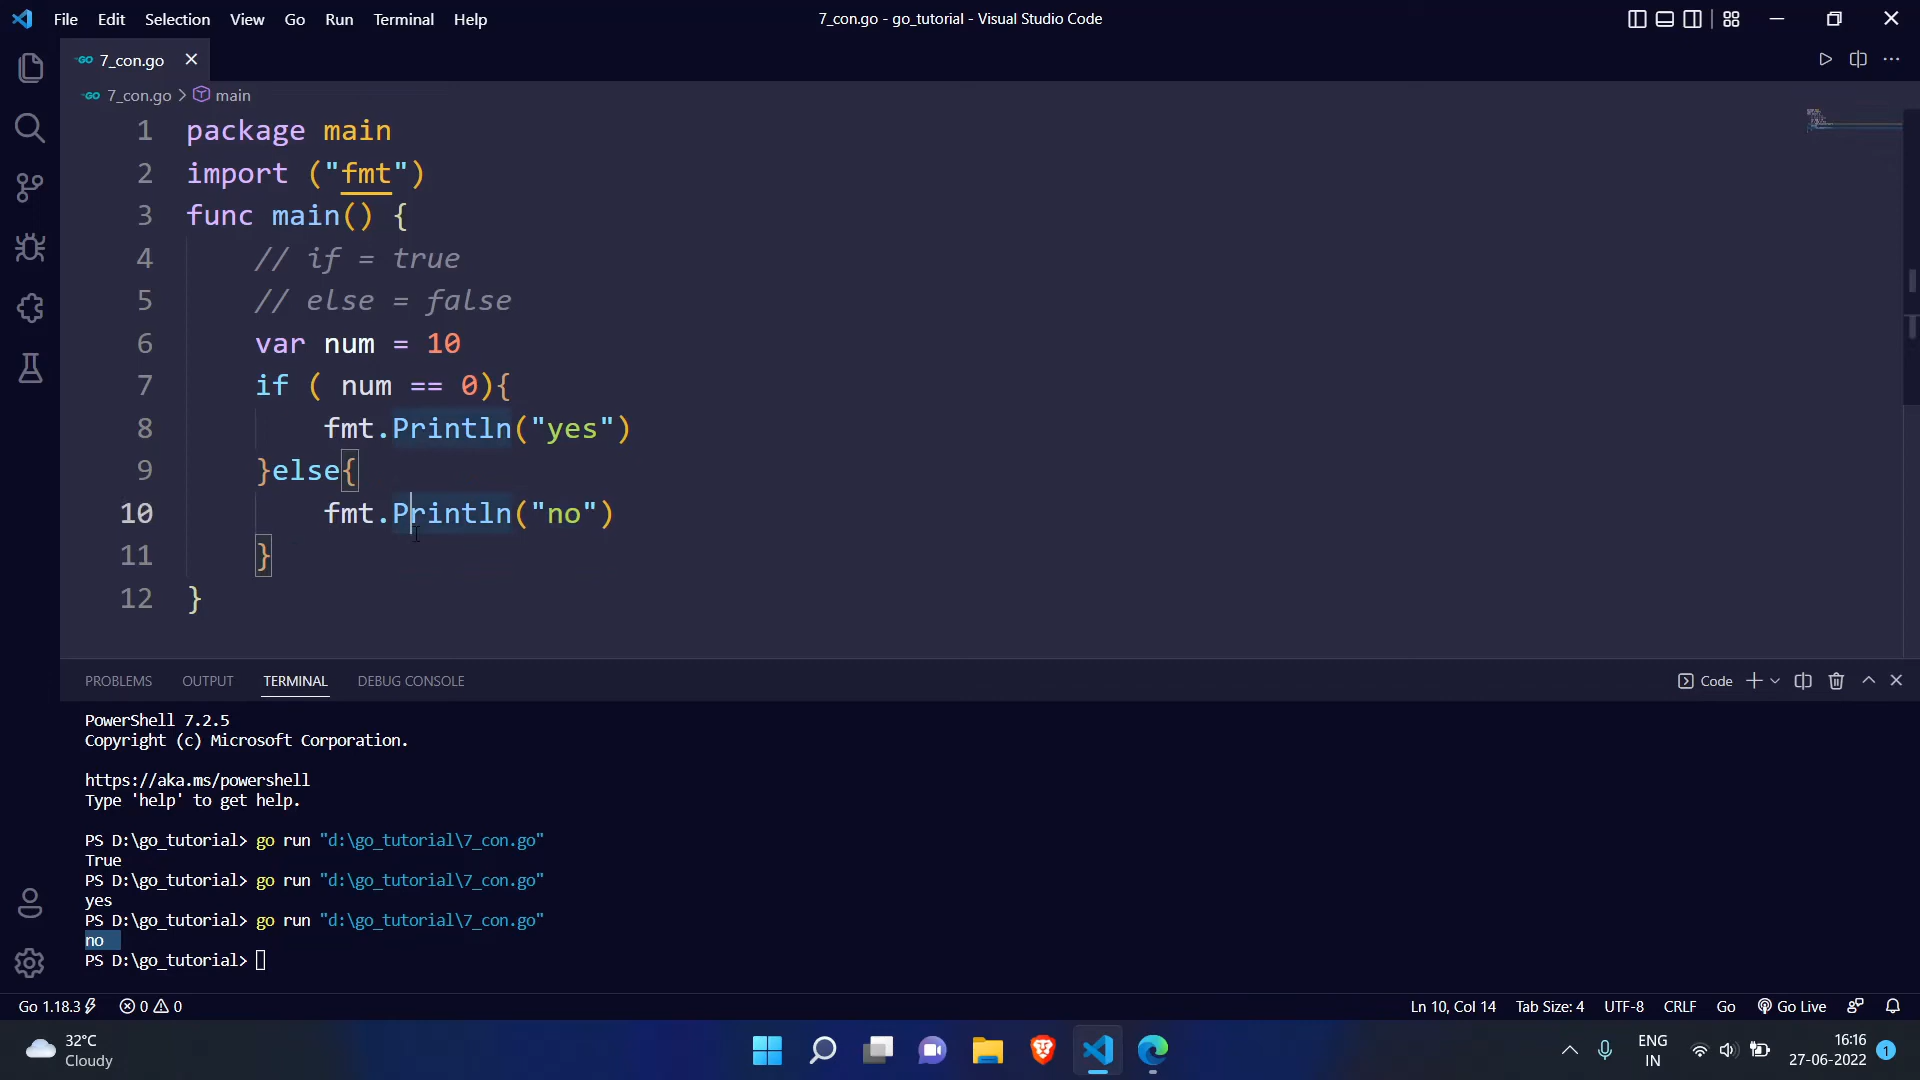 File Edit Selection View Go Run Terminal Help
7_con.go - go_tutorial - Visual Studio Code
GO 7_con.go
GO 7_con.go > main
1 package main
2 import ("fmt")
3 func main() {
4 // if = true
5 // else = false
6 var num = 10
7 if ( num == 0){
8 fmt.Println("yes")
9 }else{
10 fmt.Println("no")
11 }
12 }
PROBLEMS OUTPUT TERMINAL DEBUG CONSOLE
Code
PowerShell 7.2.5
Copyright (c) Microsoft Corporation.
https://aka.ms/powershell
Type 'help' to get help.
PS D:\go_tutorial> go run "d:\go_tutorial\7_con.go"
True
PS D:\go_tutorial> go run "d:\go_tutorial\7_con.go"
yes
PS D:\go_tutorial> go run "d:\go_tutorial\7_con.go"
no
PS D:\go_tutorial>
Go 1.18.3 0 0 Ln 10, Col 14 Tab Size: 4 UTF-8 CRLF Go Go Live
32°C
Cloudy
ENG
IN
16:16
27-06-2022
1